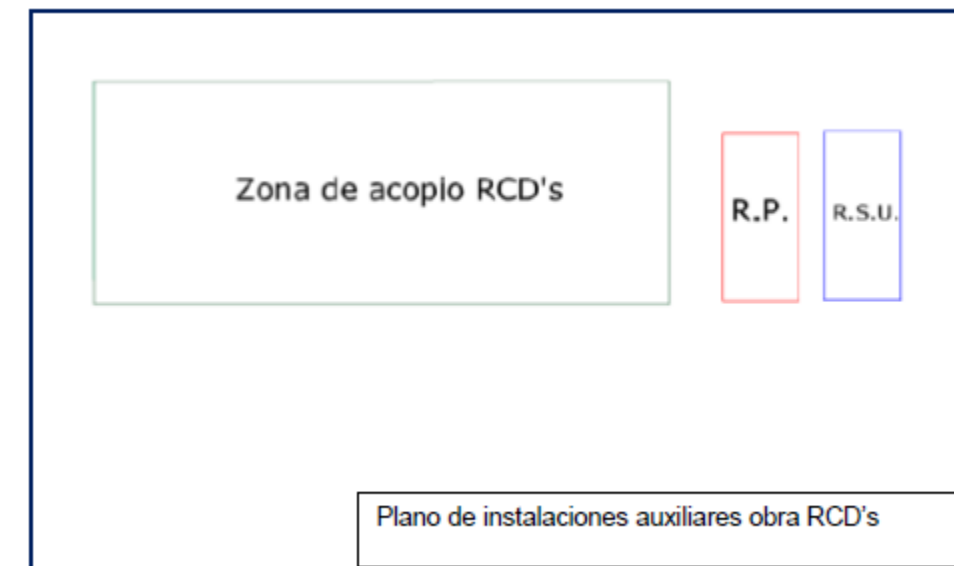 Zona de acopio RCD's
R.P.
R.S.U.
Plano de instalaciones auxiliares obra RCD's